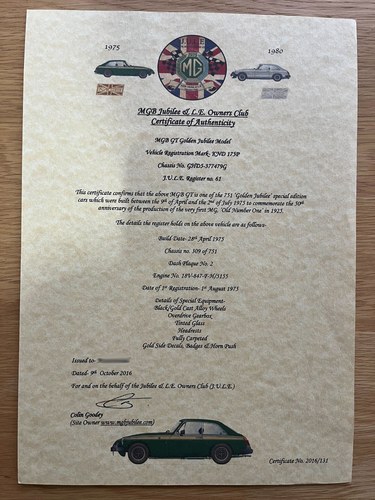 1975
1980
MG
MGB Jubilee & L.E. Owners Club
Certificate of Authenticity
MGB GT Golden Jubilee Model
Vehicle Registration Mark- KND 175P
Chassis No. GHD5-377479G
J.U.L.E. Register no. 61
This certificate confirms that the above MGB GT is one of the 751 'Golden Jubilee' special edition
cars which were built between the 9th of April and the 2nd of July 1975 to commemorate the 50th
anniversary of the production of the very first MG, 'Old Number One' in 1925.
The details the register holds on the above vehicle are as follows:
Build Date- 28th April 1975
Chassis no. 309 of 751
Dash Plaque No. 2
Engine No. 18V-847-F-H/3155
Date of 1st Registration- 1st August 1975
Details of Special Equipment-
Black/Gold Cast Alloy Wheels
Overdrive Gearbox
Tinted Glass
Headrests
Fully Carpeted
Gold Side Decals, Badges & Horn Push
Issued to-
Dated- 9th October 2016
For and on the behalf of the Jubilee & L.E. Owners Club (J.U.L.E.)
Colin Goodey
(Site Owner www.mgbjubilee.com)
Certificate No. 2016/131